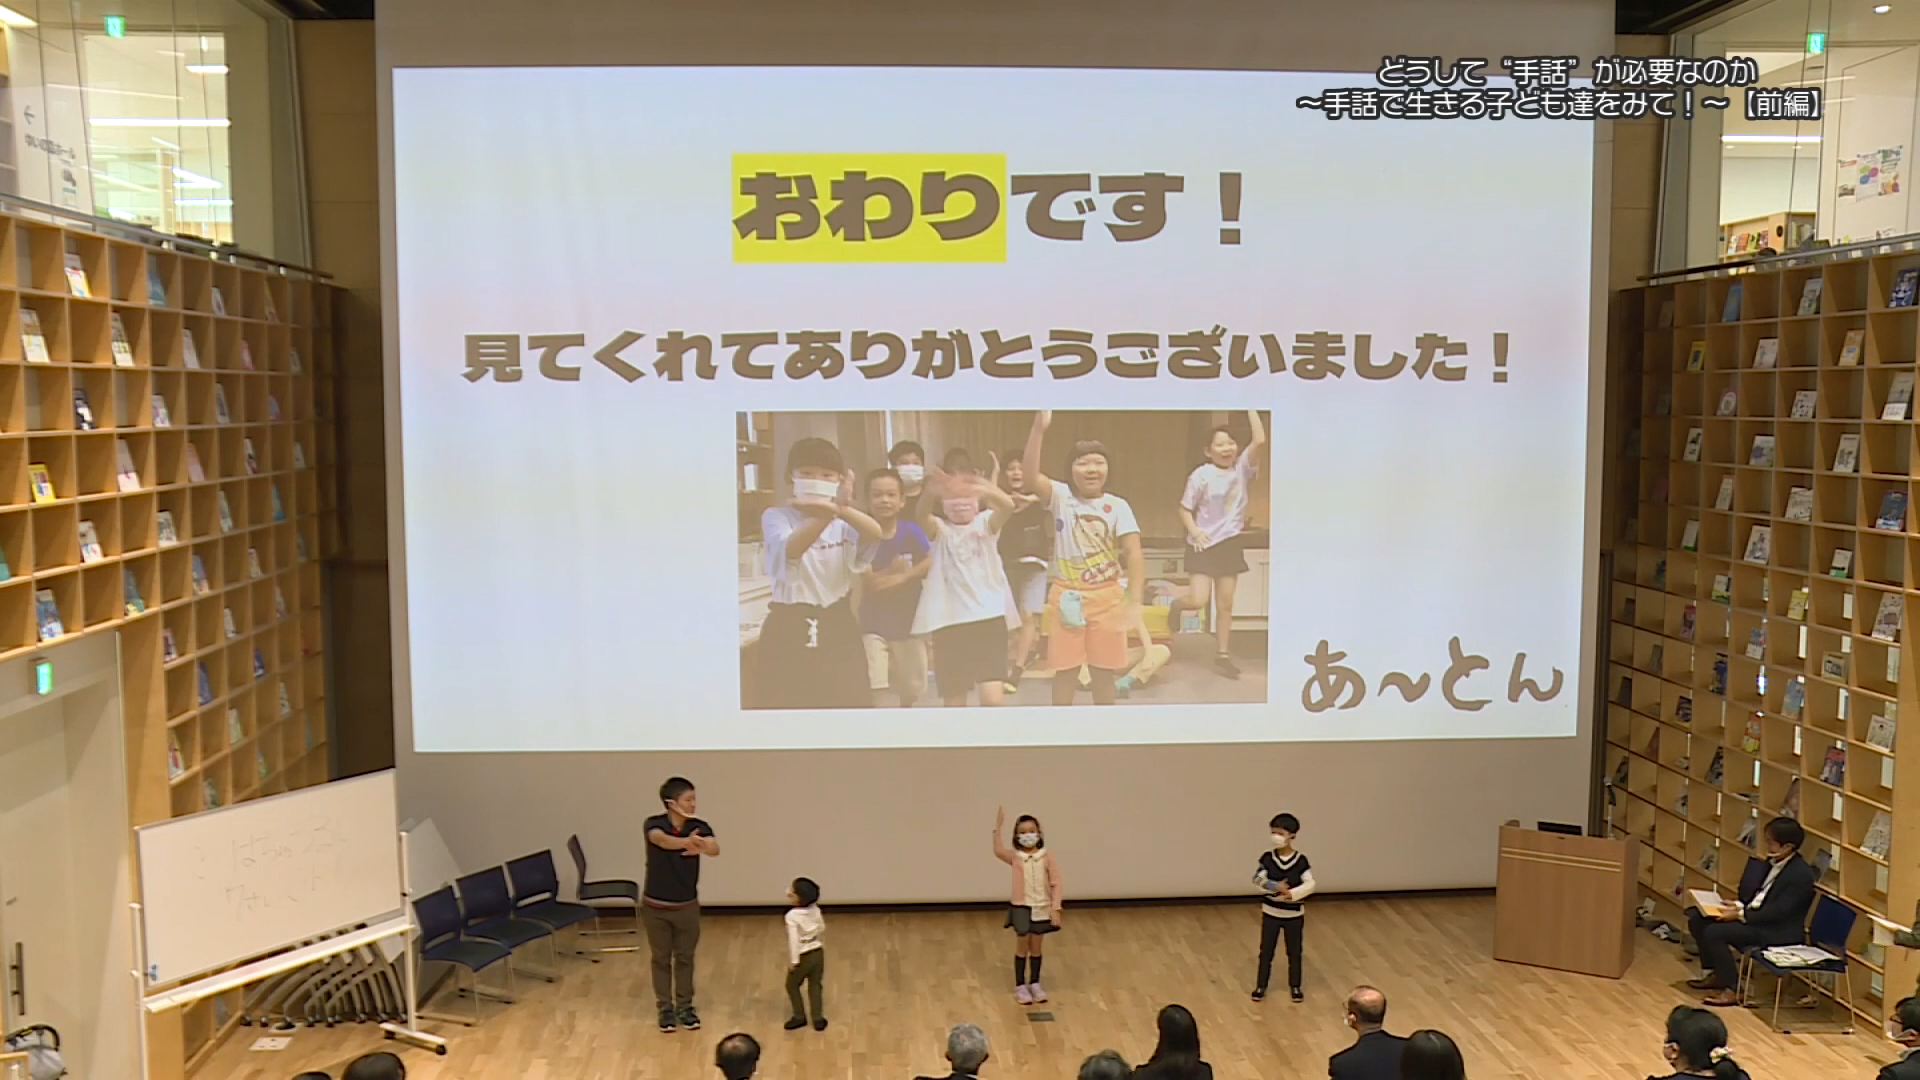 どうして“手話”が必要なのか
～手話で生きる子ども達をみて！～【前編】
おわりです！
見てくれてありがとうございました！
あ～とん